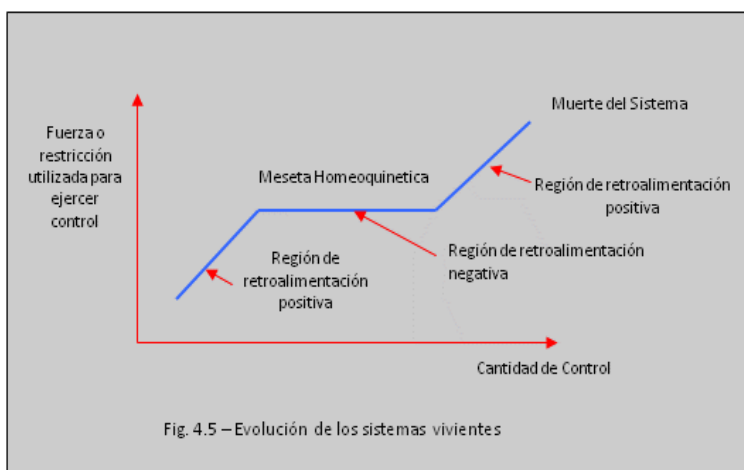 Muerte del Sistema
Fuerza o
restricción
utilizada para
ejercer
control
Meseta Homeoquinetica
Región de retroalimentación
positiva
Región de
retroalimentación
positiva
Región de retroalimentación
negativa
Cantidad de Control
Fig. 4.5 – Evolución de los sistemas vivientes